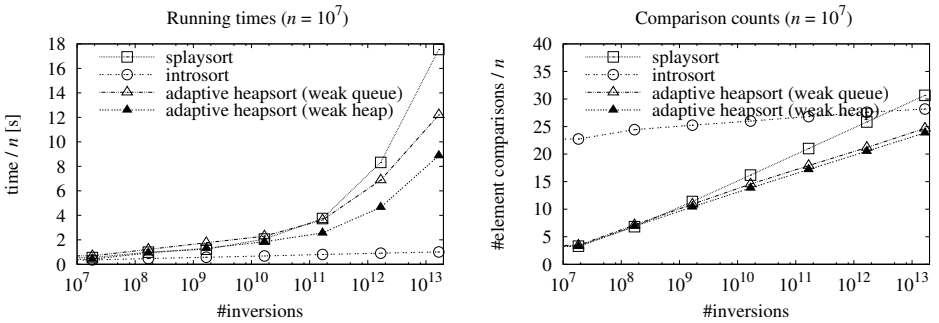 Running times (n = 10^7)
time / n [s]
18
16
14
12
10
8
6
4
2
0
splaysort
introsort
adaptive heapsort (weak queue)
adaptive heapsort (weak heap)
10^7 10^8 10^9 10^10 10^11 10^12 10^13
#inversions
Comparison counts (n = 10^7)
#element comparisons / n
40
35
30
25
20
15
10
5
0
splaysort
introsort
adaptive heapsort (weak queue)
adaptive heapsort (weak heap)
10^7 10^8 10^9 10^10 10^11 10^12 10^13
#inversions